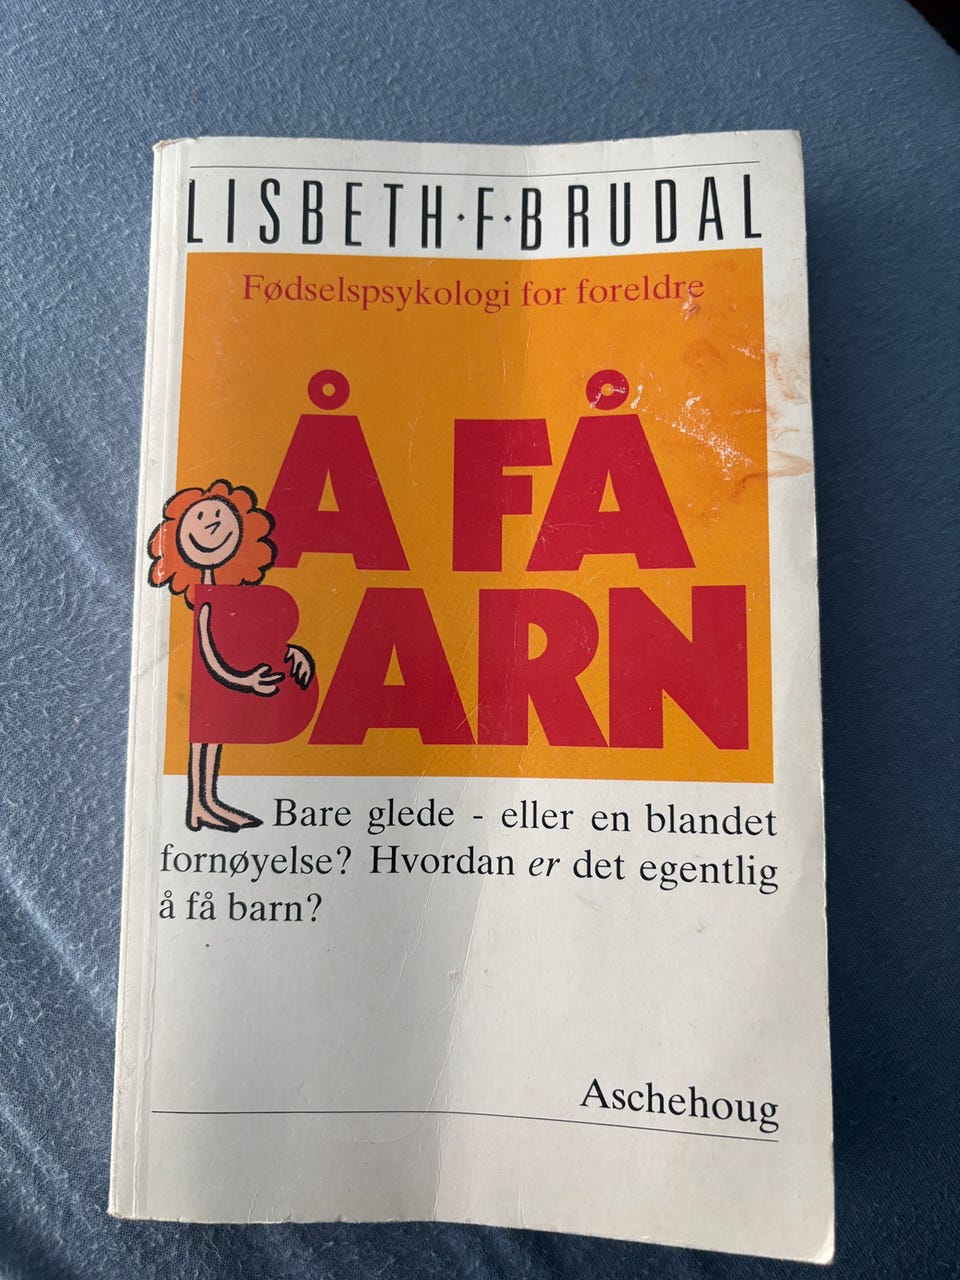 LISBETH·F·BRUDAL
Fødselspsykologi for foreldre
Å FÅ
BARN
Bare glede - eller en blandet
fornøyelse? Hvordan er det egentlig
å få barn?
Aschehoug